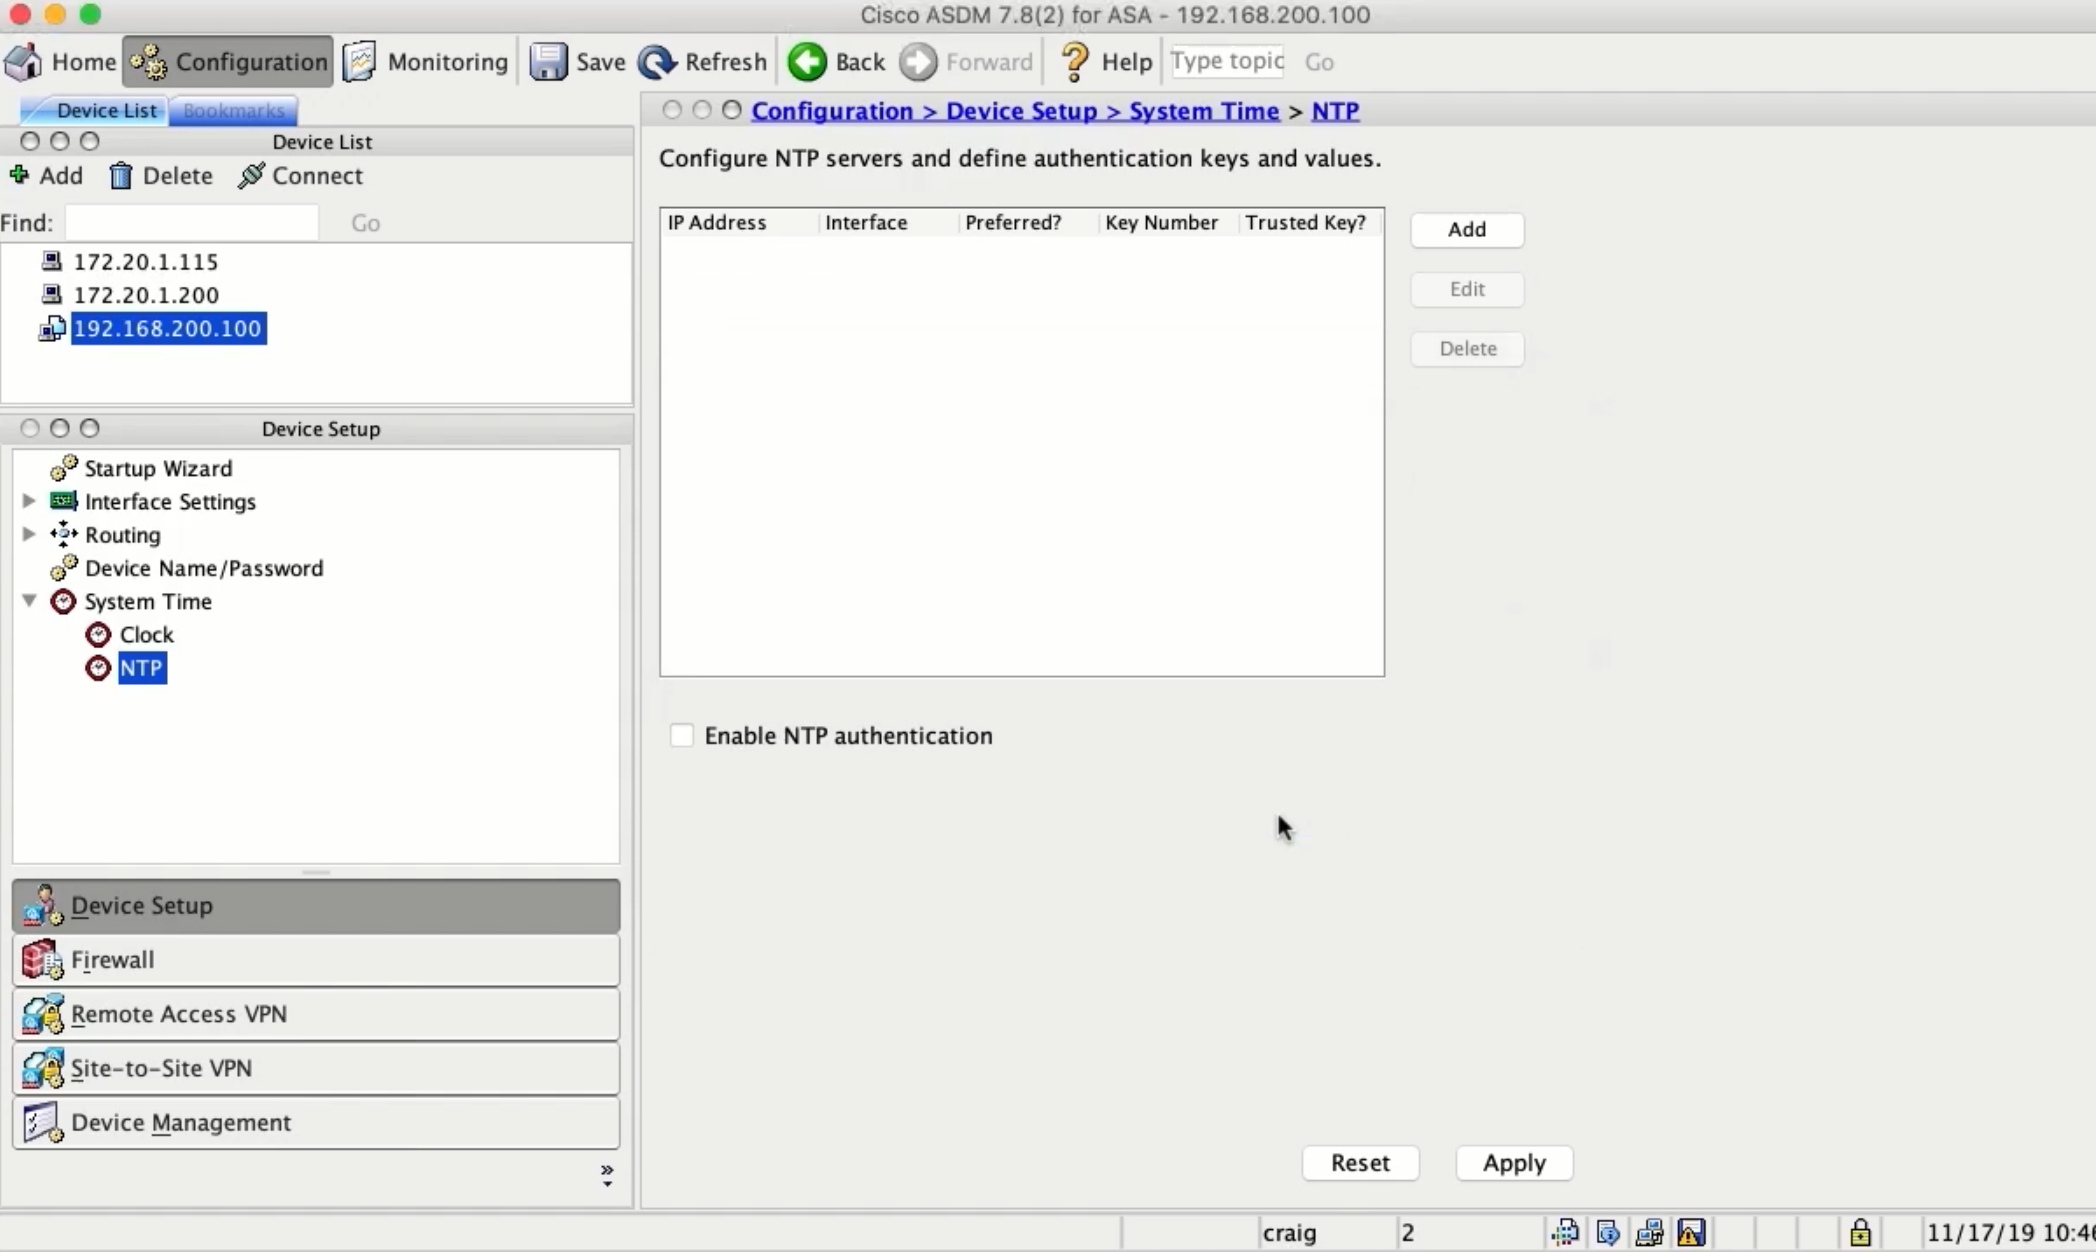 Cisco ASDM 7.8(2) for ASA - 192.168.200.100
Home Configuration Monitoring Save Refresh Back Forward Help Type topic Go
Device List Bookmarks
Device List
Add Delete Connect
Find: Go
172.20.1.115
172.20.1.200
192.168.200.100
Device Setup
Startup Wizard
Interface Settings
Routing
Device Name/Password
System Time
Clock
NTP
Device Setup
Firewall
Remote Access VPN
Site-to-Site VPN
Device Management
Configuration > Device Setup > System Time > NTP
Configure NTP servers and define authentication keys and values.
IP Address Interface Preferred? Key Number Trusted Key?
Add
Edit
Delete
Enable NTP authentication
Reset Apply
craig 2 11/17/19